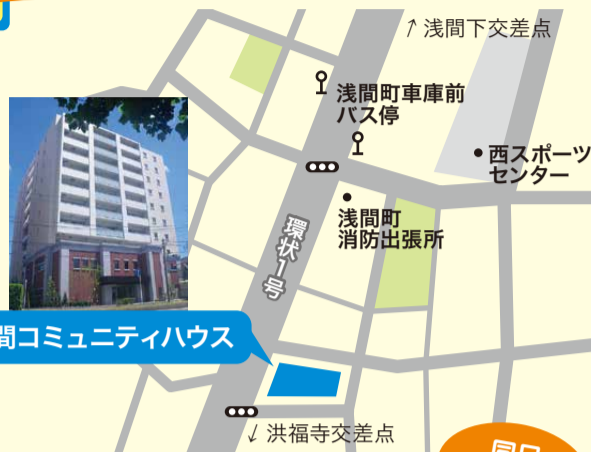 ↗ 浅間下交差点
浅間町車庫前
バス停
西スポーツ
センター
浅間町
消防出張所
環状1号
間コミュニティハウス
↙ 洪福寺交差点